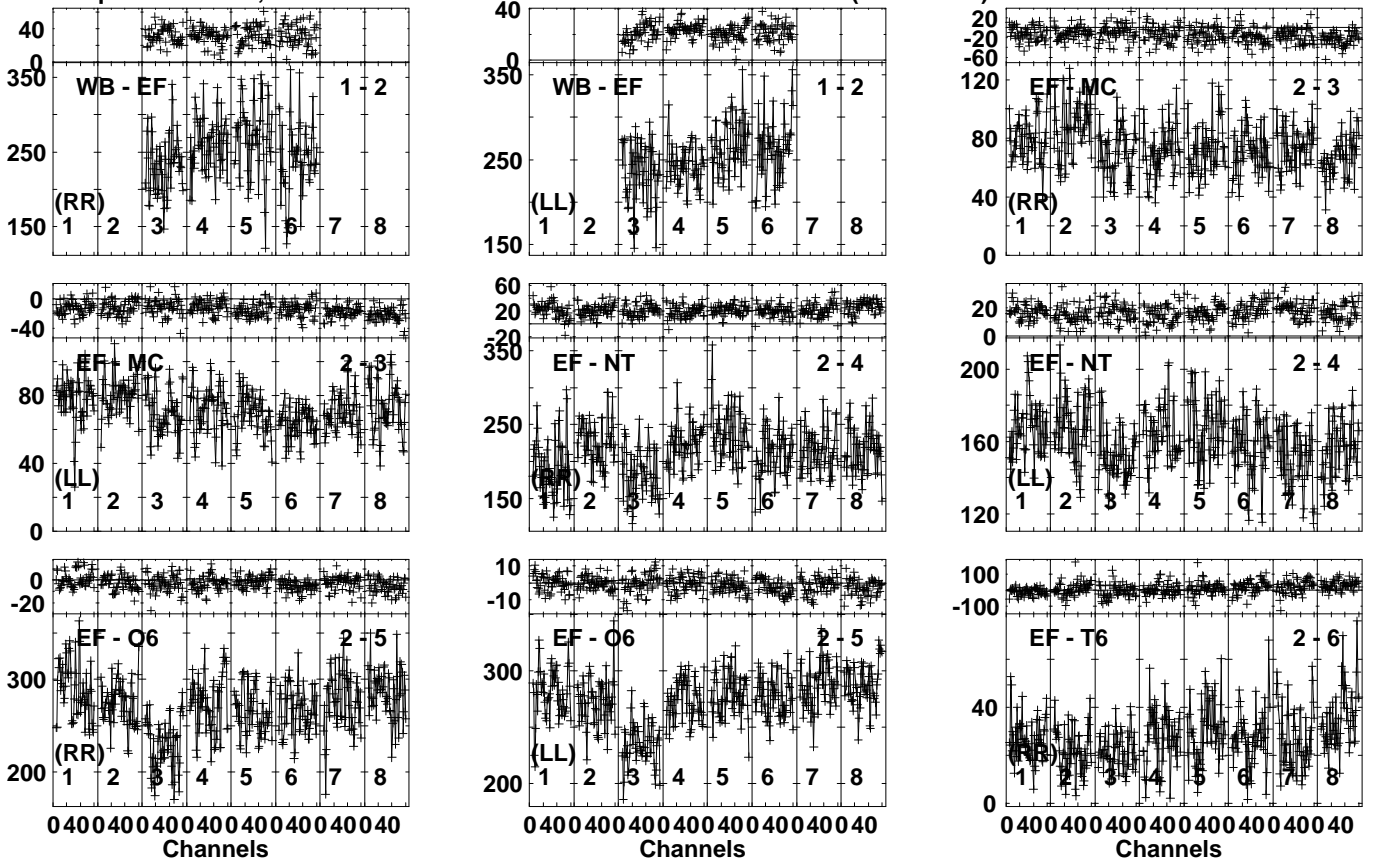 40 40 20
0 0 -20
-60
350 WB - EF 1 - 2 350 WB - EF 1 - 2 120 EF - MC 2 - 3
250 250 80
(RR) (LL) 40 (RR)
150 1 2 3 4 5 6 7 8 150 1 2 3 4 5 6 7 8 1 2 3 4 5 6 7 8
0
0 60 20
-40 20 0
-20
EF - MC 2 - 3 350 EF - NT 2 - 4 200 EF - NT 2 - 4
80 250 160
40 (LL) (RR) (LL)
1 2 3 4 5 6 7 8 150 1 2 3 4 5 6 7 8 120 1 2 3 4 5 6 7 8
0
0 10 100
-20 -10 -100
EF - O6 2 - 5 EF - O6 2 - 5 EF - T6 2 - 6
300 300 40
(RR) (LL) (RR)
200 1 2 3 4 5 6 7 8 200 1 2 3 4 5 6 7 8 0 1 2 3 4 5 6 7 8
0 40 0 40 0 40 0 40 0 40 0 40 0 40 0 40 0 40 0 40 0 40 0 40 0 40 0 40 0 40 0 40 0 40 0 40 0 40 0 40 0 40 0 40 0 40 0 40
Channels Channels Channels